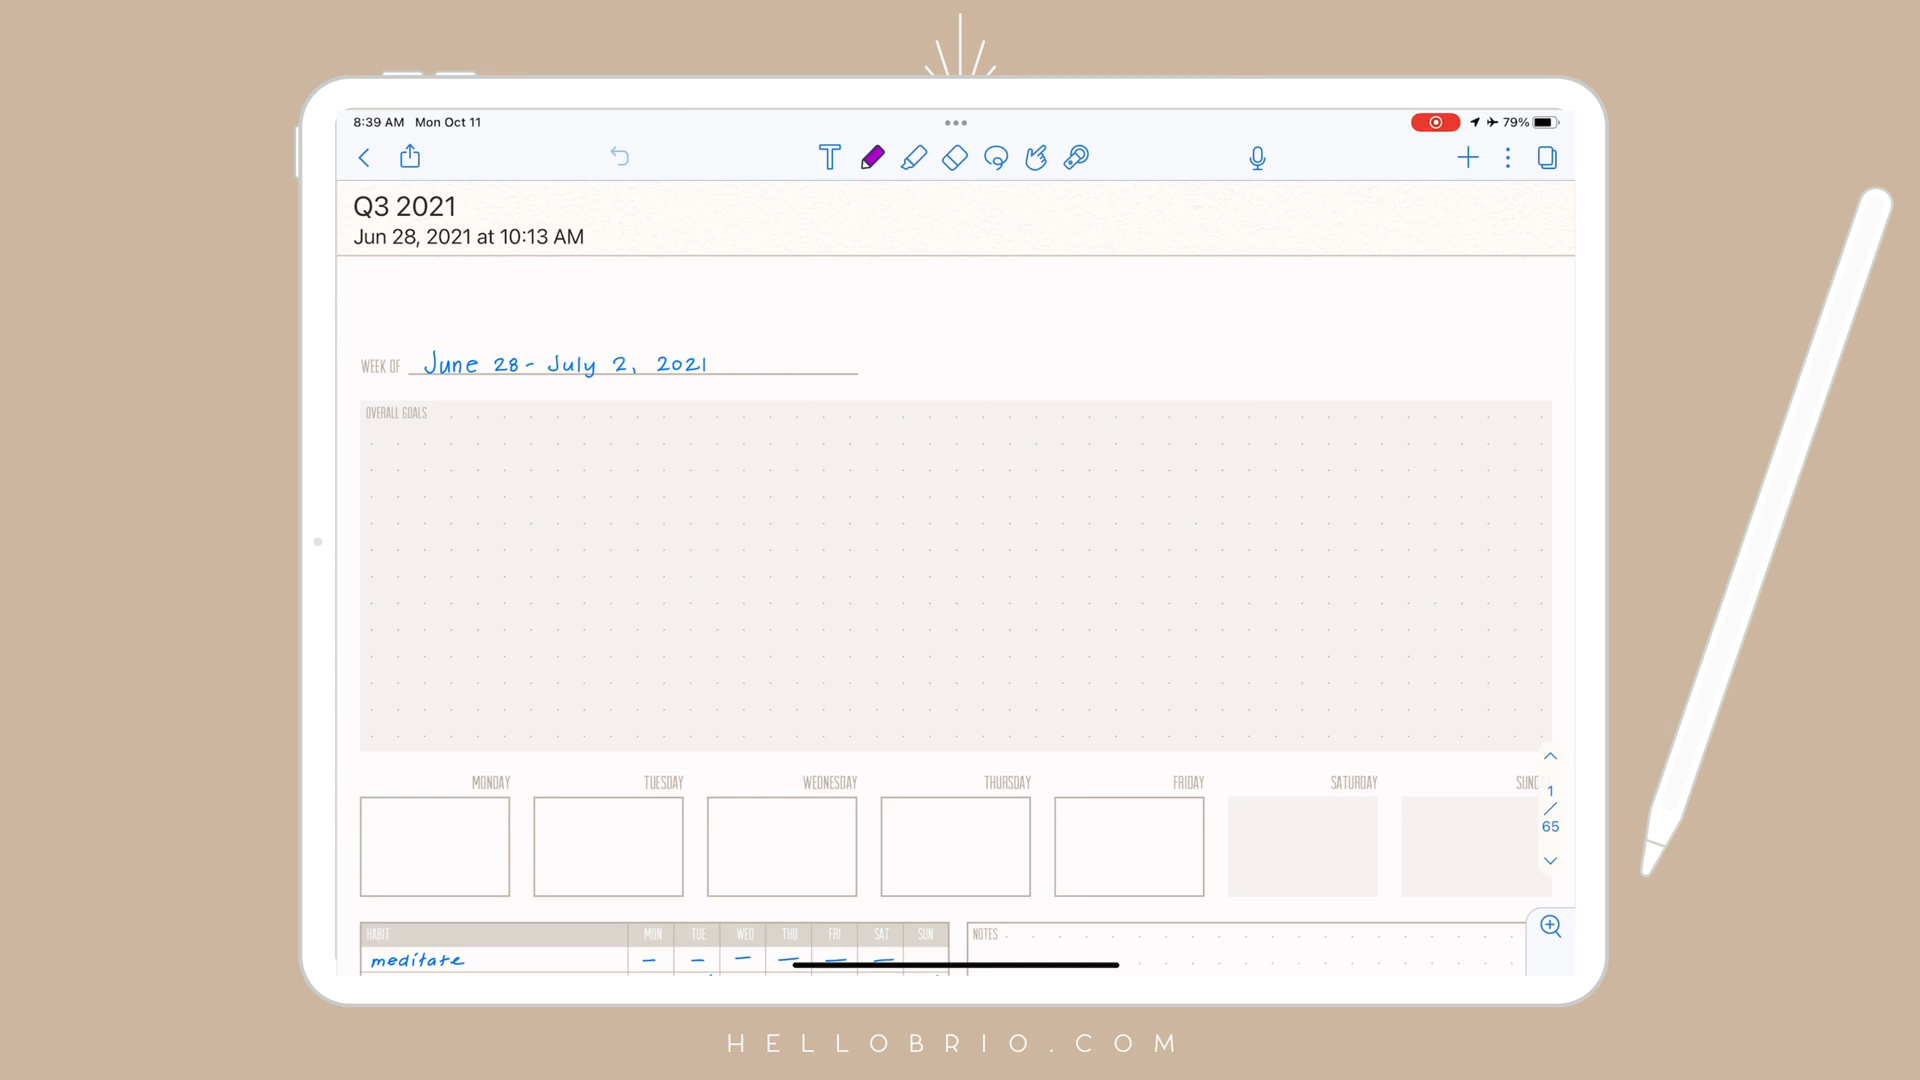 8:39 AM Mon Oct 11
79%
Q3 2021
Jun 28, 2021 at 10:13 AM
WEEK OF June 28 - July 2, 2021
OVERALL GOALS
MONDAY TUESDAY WEDNESDAY THURSDAY FRIDAY SATURDAY SUND
1
/
65
HABIT MON TUE WED THU FRI SAT SUN
NOTES
meditate
HELLOBRIO.COM